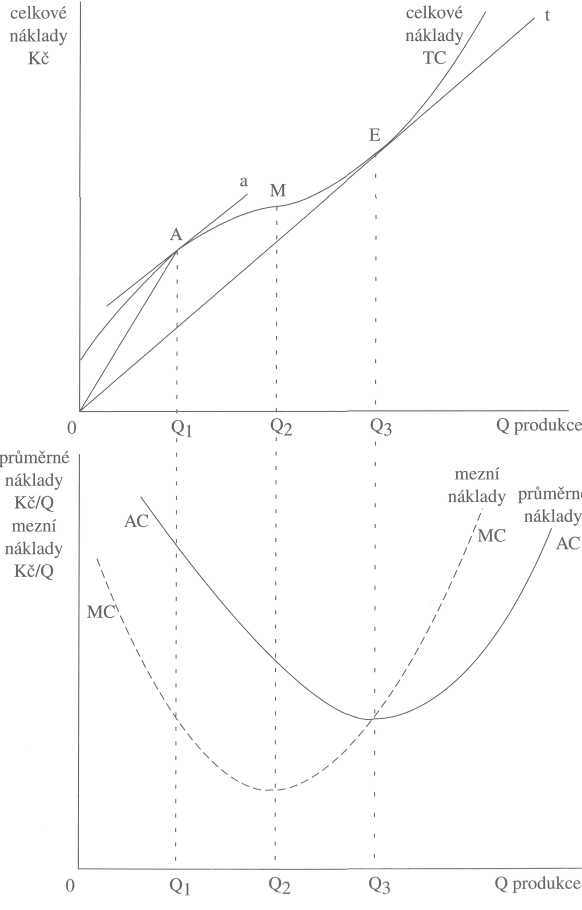 celkové
náklady
Kč
celkové
náklady
TC
t
E
a
M
A
0
Q1
Q2
Q3
Q produkce
průměrné
náklady
Kč/Q
mezní
náklady
Kč/Q
mezní
náklady
MC
průměrné
náklady
AC
AC
MC
0
Q1
Q2
Q3
Q produkce